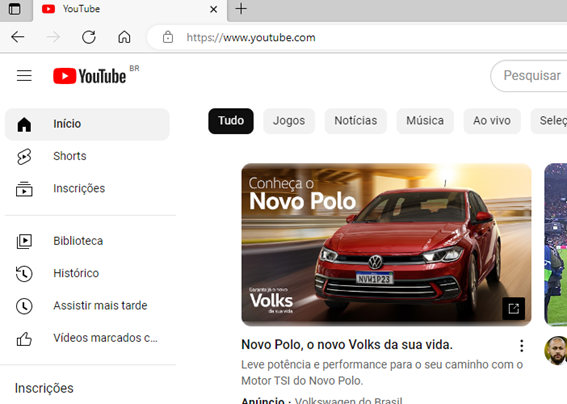 YouTube
https://www.youtube.com
YouTube BR
Pesquisar
Início
Tudo
Jogos
Notícias
Música
Ao vivo
Seleç
Shorts
Inscrições
Conheça o
Novo Polo
Biblioteca
Histórico
Assistir mais tarde
Vídeos marcados c...
NVW1P23
Garanta já o novo
Volks
da sua vida
Novo Polo, o novo Volks da sua vida.
Leve potência e performance para o seu caminho com o
Motor TSI do Novo Polo.
Inscrições
Anúncio · Volkswagen do Brasil